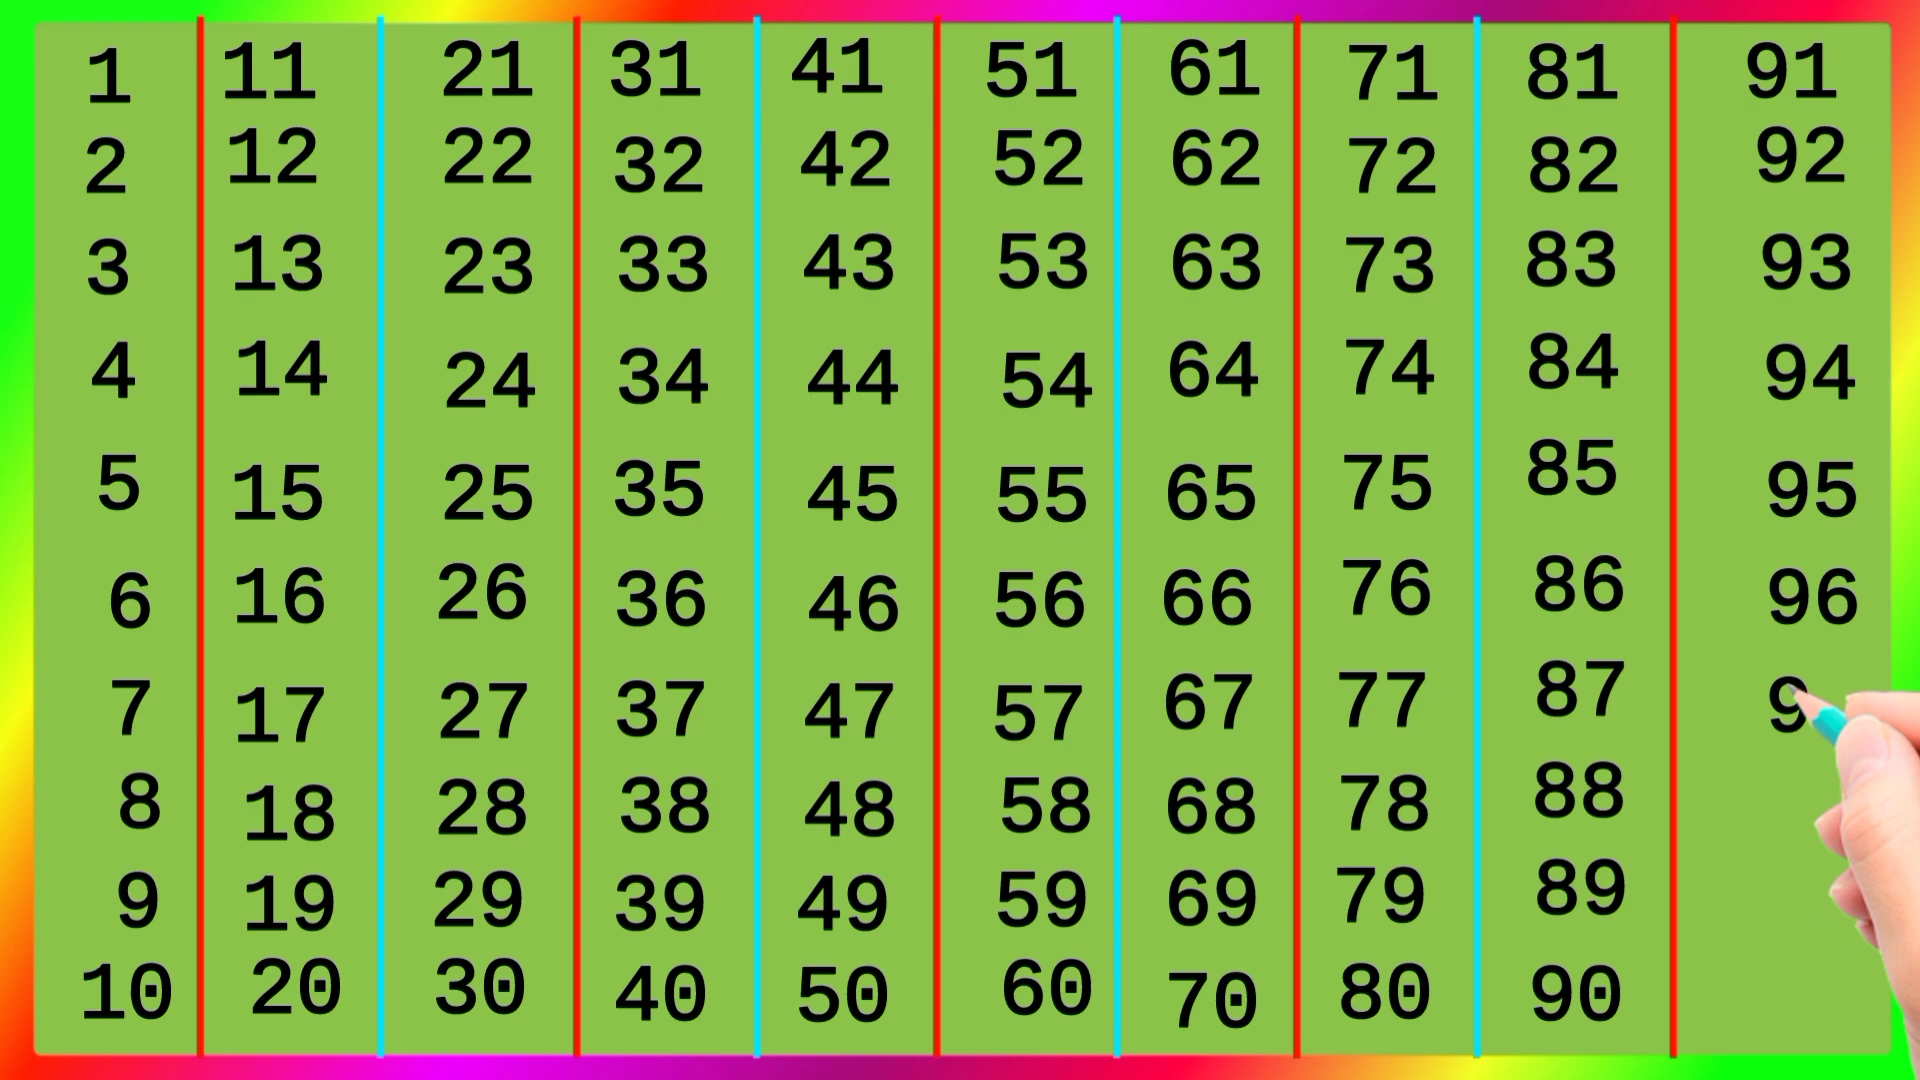 1 11 21 31 41 51 61 71 81 91
2 12 22 32 42 52 62 72 82 92
3 13 23 33 43 53 63 73 83 93
4 14 24 34 44 54 64 74 84 94
5 15 25 35 45 55 65 75 85 95
6 16 26 36 46 56 66 76 86 96
7 17 27 37 47 57 67 77 87 9
8 18 28 38 48 58 68 78 88
9 19 29 39 49 59 69 79 89
10 20 30 40 50 60 70 80 90